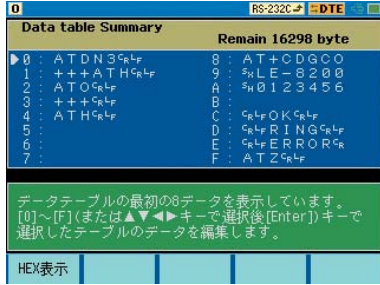 0 RS-232C DTE
Data table Summary
Remain 16298 byte
0 : ATDN3CRLF
1 : +++ATHCRLF
2 : ATOCRLF
3 : +++CRLF
4 : ATHCRLF
5 :
6 :
7 :
8 : AT+CDGCO
9 : SXLE-8200
A : SH0123456
B :
C : CRLFOKCRLF
D : CRLFRINGCRLF
E : CRLFERRORCR
F : ATZCRLF
データテーブルの最初の8データを表示しています。
[0]～[F](または▲▼◀▶キーで選択後[Enter])キーで
選択したテーブルのデータを編集します。
HEX表示